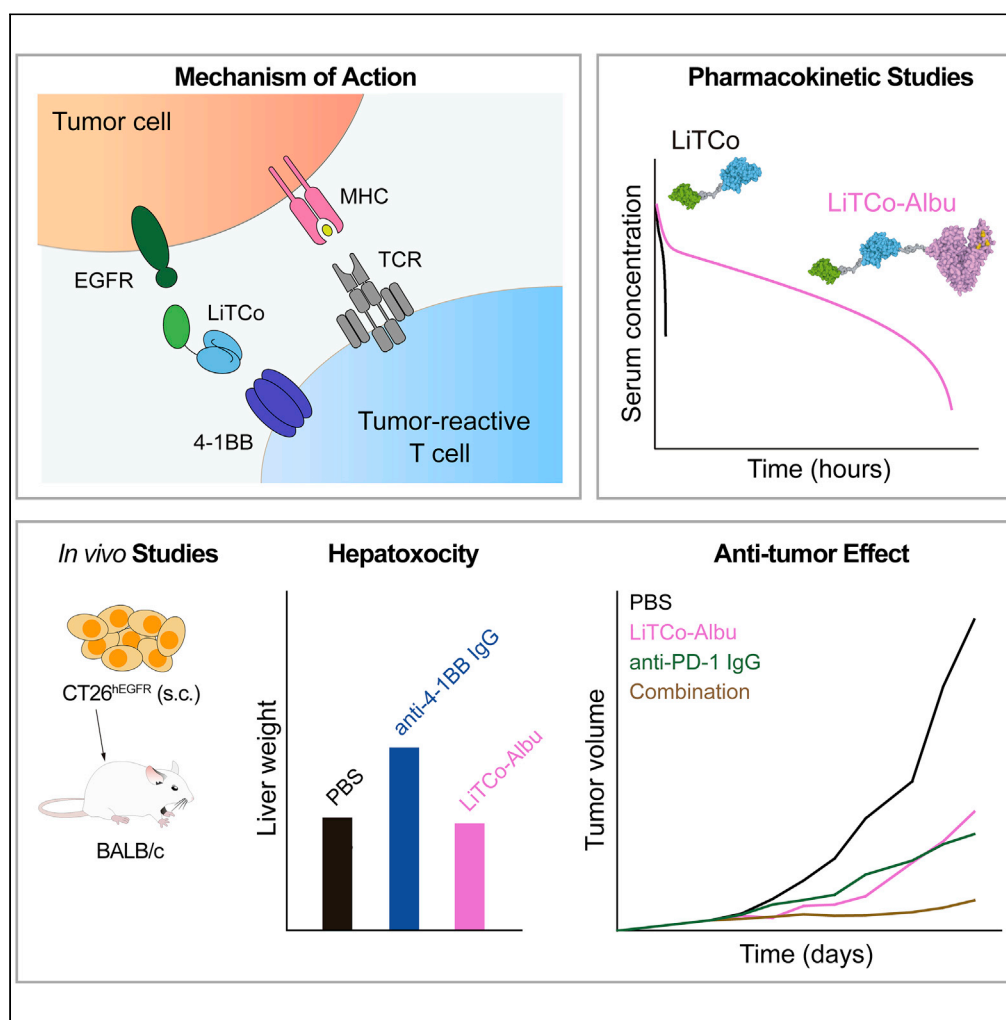 Mechanism of Action
Tumor cell
MHC
EGFR
TCR
LiTCo
4-1BB
Tumor-reactive
T cell
Pharmacokinetic Studies
LiTCo
LiTCo-Albu
Serum concentration
Time (hours)
In vivo Studies
CT26hEGFR (s.c.)
BALB/c
Hepatoxocity
Liver weight
PBS
anti-4-1BB IgG
LiTCo-Albu
Anti-tumor Effect
PBS
LiTCo-Albu
anti-PD-1 IgG
Combination
Tumor volume
Time (days)